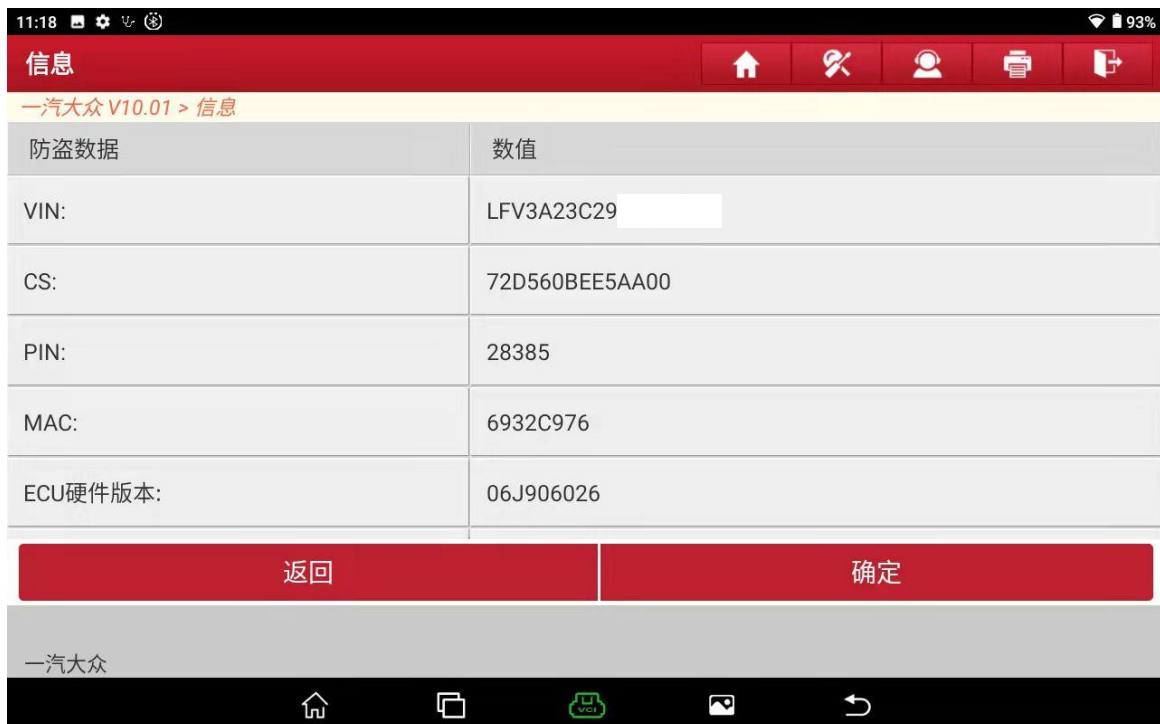 11:18 93%
信息
一汽大众 V10.01 > 信息
防盗数据 数值
VIN: LFV3A23C29
CS: 72D560BEE5AA00
PIN: 28385
MAC: 6932C976
ECU硬件版本: 06J906026
返回 确定
一汽大众
VCI